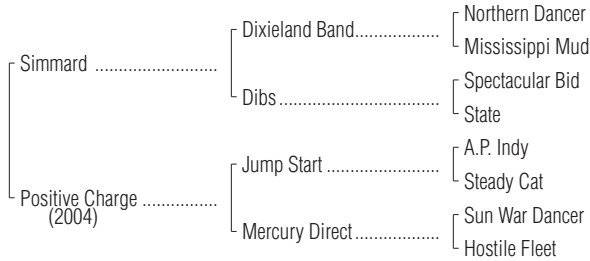 Northern Dancer
Dixieland Band..................
Mississippi Mud
Simmard ..........................
Spectacular Bid
Dibs..................................
State
A.P. Indy
Jump Start ........................
Steady Cat
Positive Charge ................
(2004)
Sun War Dancer
Mercury Direct..................
Hostile Fleet